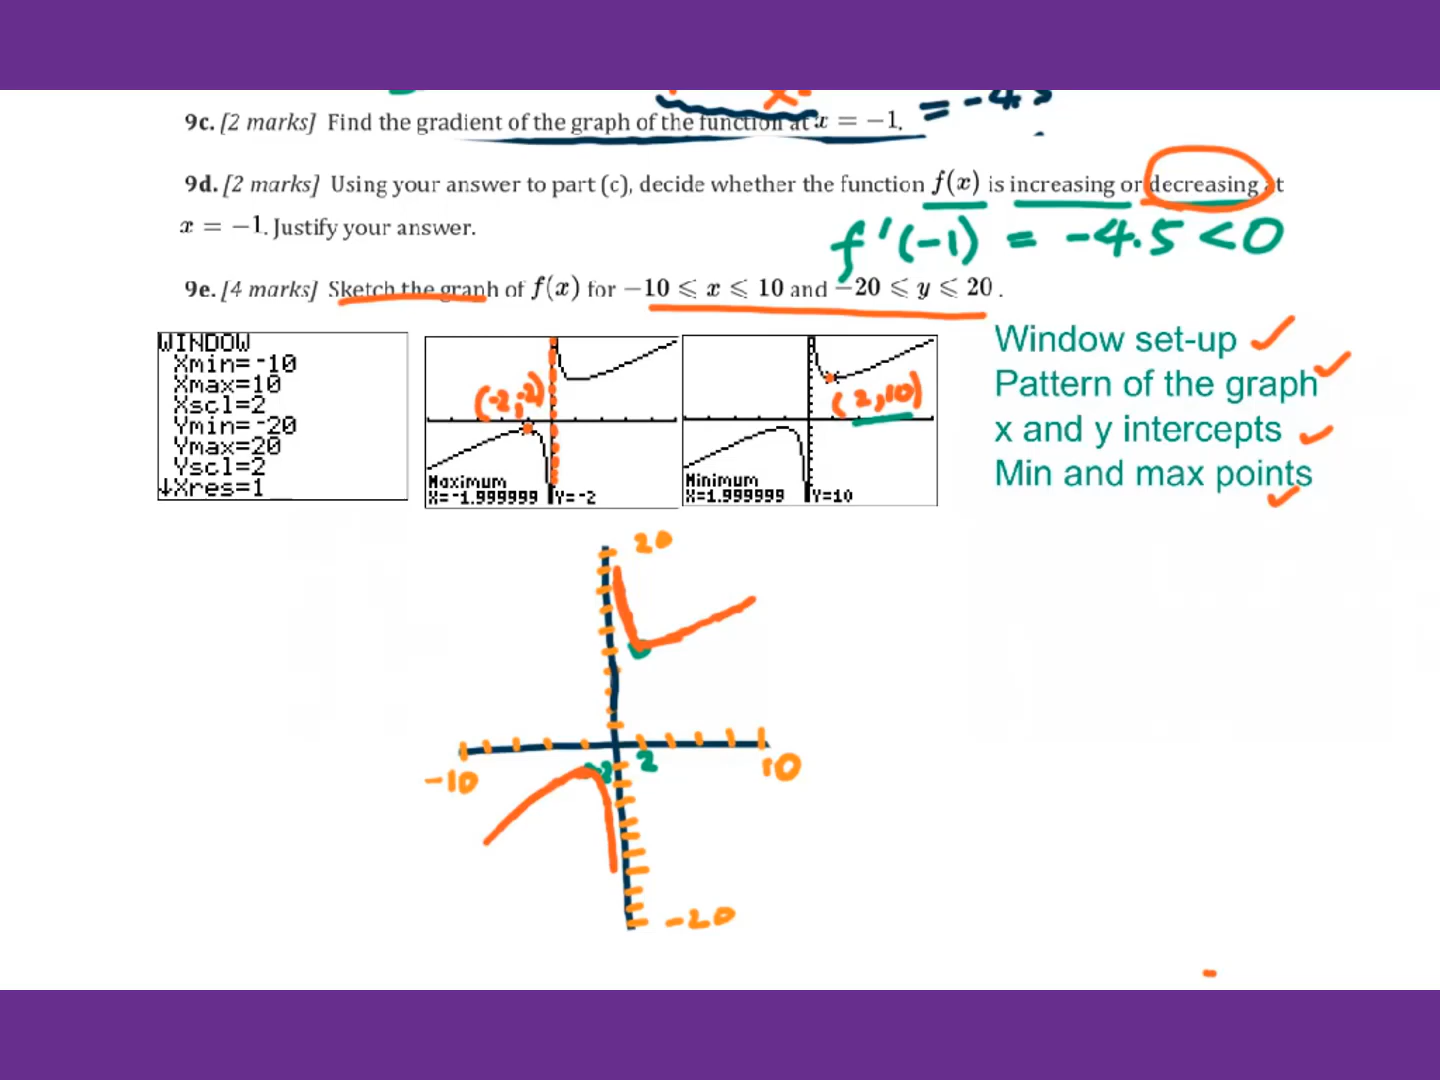 = -4.5
9c. [2 marks] Find the gradient of the graph of the function at x = −1.
9d. [2 marks] Using your answer to part (c), decide whether the function f(x) is increasing or decreasing at
x = −1. Justify your answer.
f'(-1) = -4.5 < 0
9e. [4 marks] Sketch the graph of f(x) for −10 ⩽ x ⩽ 10 and −20 ⩽ y ⩽ 20 .
WINDOW
Xmin=-10
Xmax=10
Xscl=2
Ymin=-20
Ymax=20
Yscl=2
↓Xres=1
(-2,-2)
Maximum
X=-1.999999 Y=-2
(2,10)
Minimum
X=1.999999 Y=10
Window set-up
Pattern of the graph
x and y intercepts
Min and max points
20
-10
-2
2
10
-20